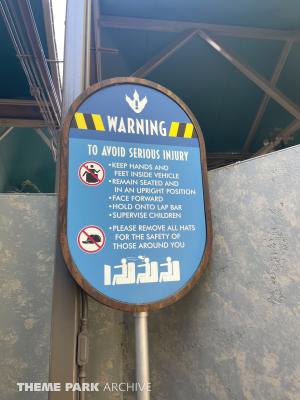 WARNING
TO AVOID SERIOUS INJURY
•KEEP HANDS AND
FEET INSIDE VEHICLE
•REMAIN SEATED AND
IN AN UPRIGHT POSITION
•FACE FORWARD
•HOLD ONTO LAP BAR
•SUPERVISE CHILDREN
•PLEASE REMOVE ALL HATS
FOR THE SAFETY OF
THOSE AROUND YOU
THEME PARK ARCHIVE